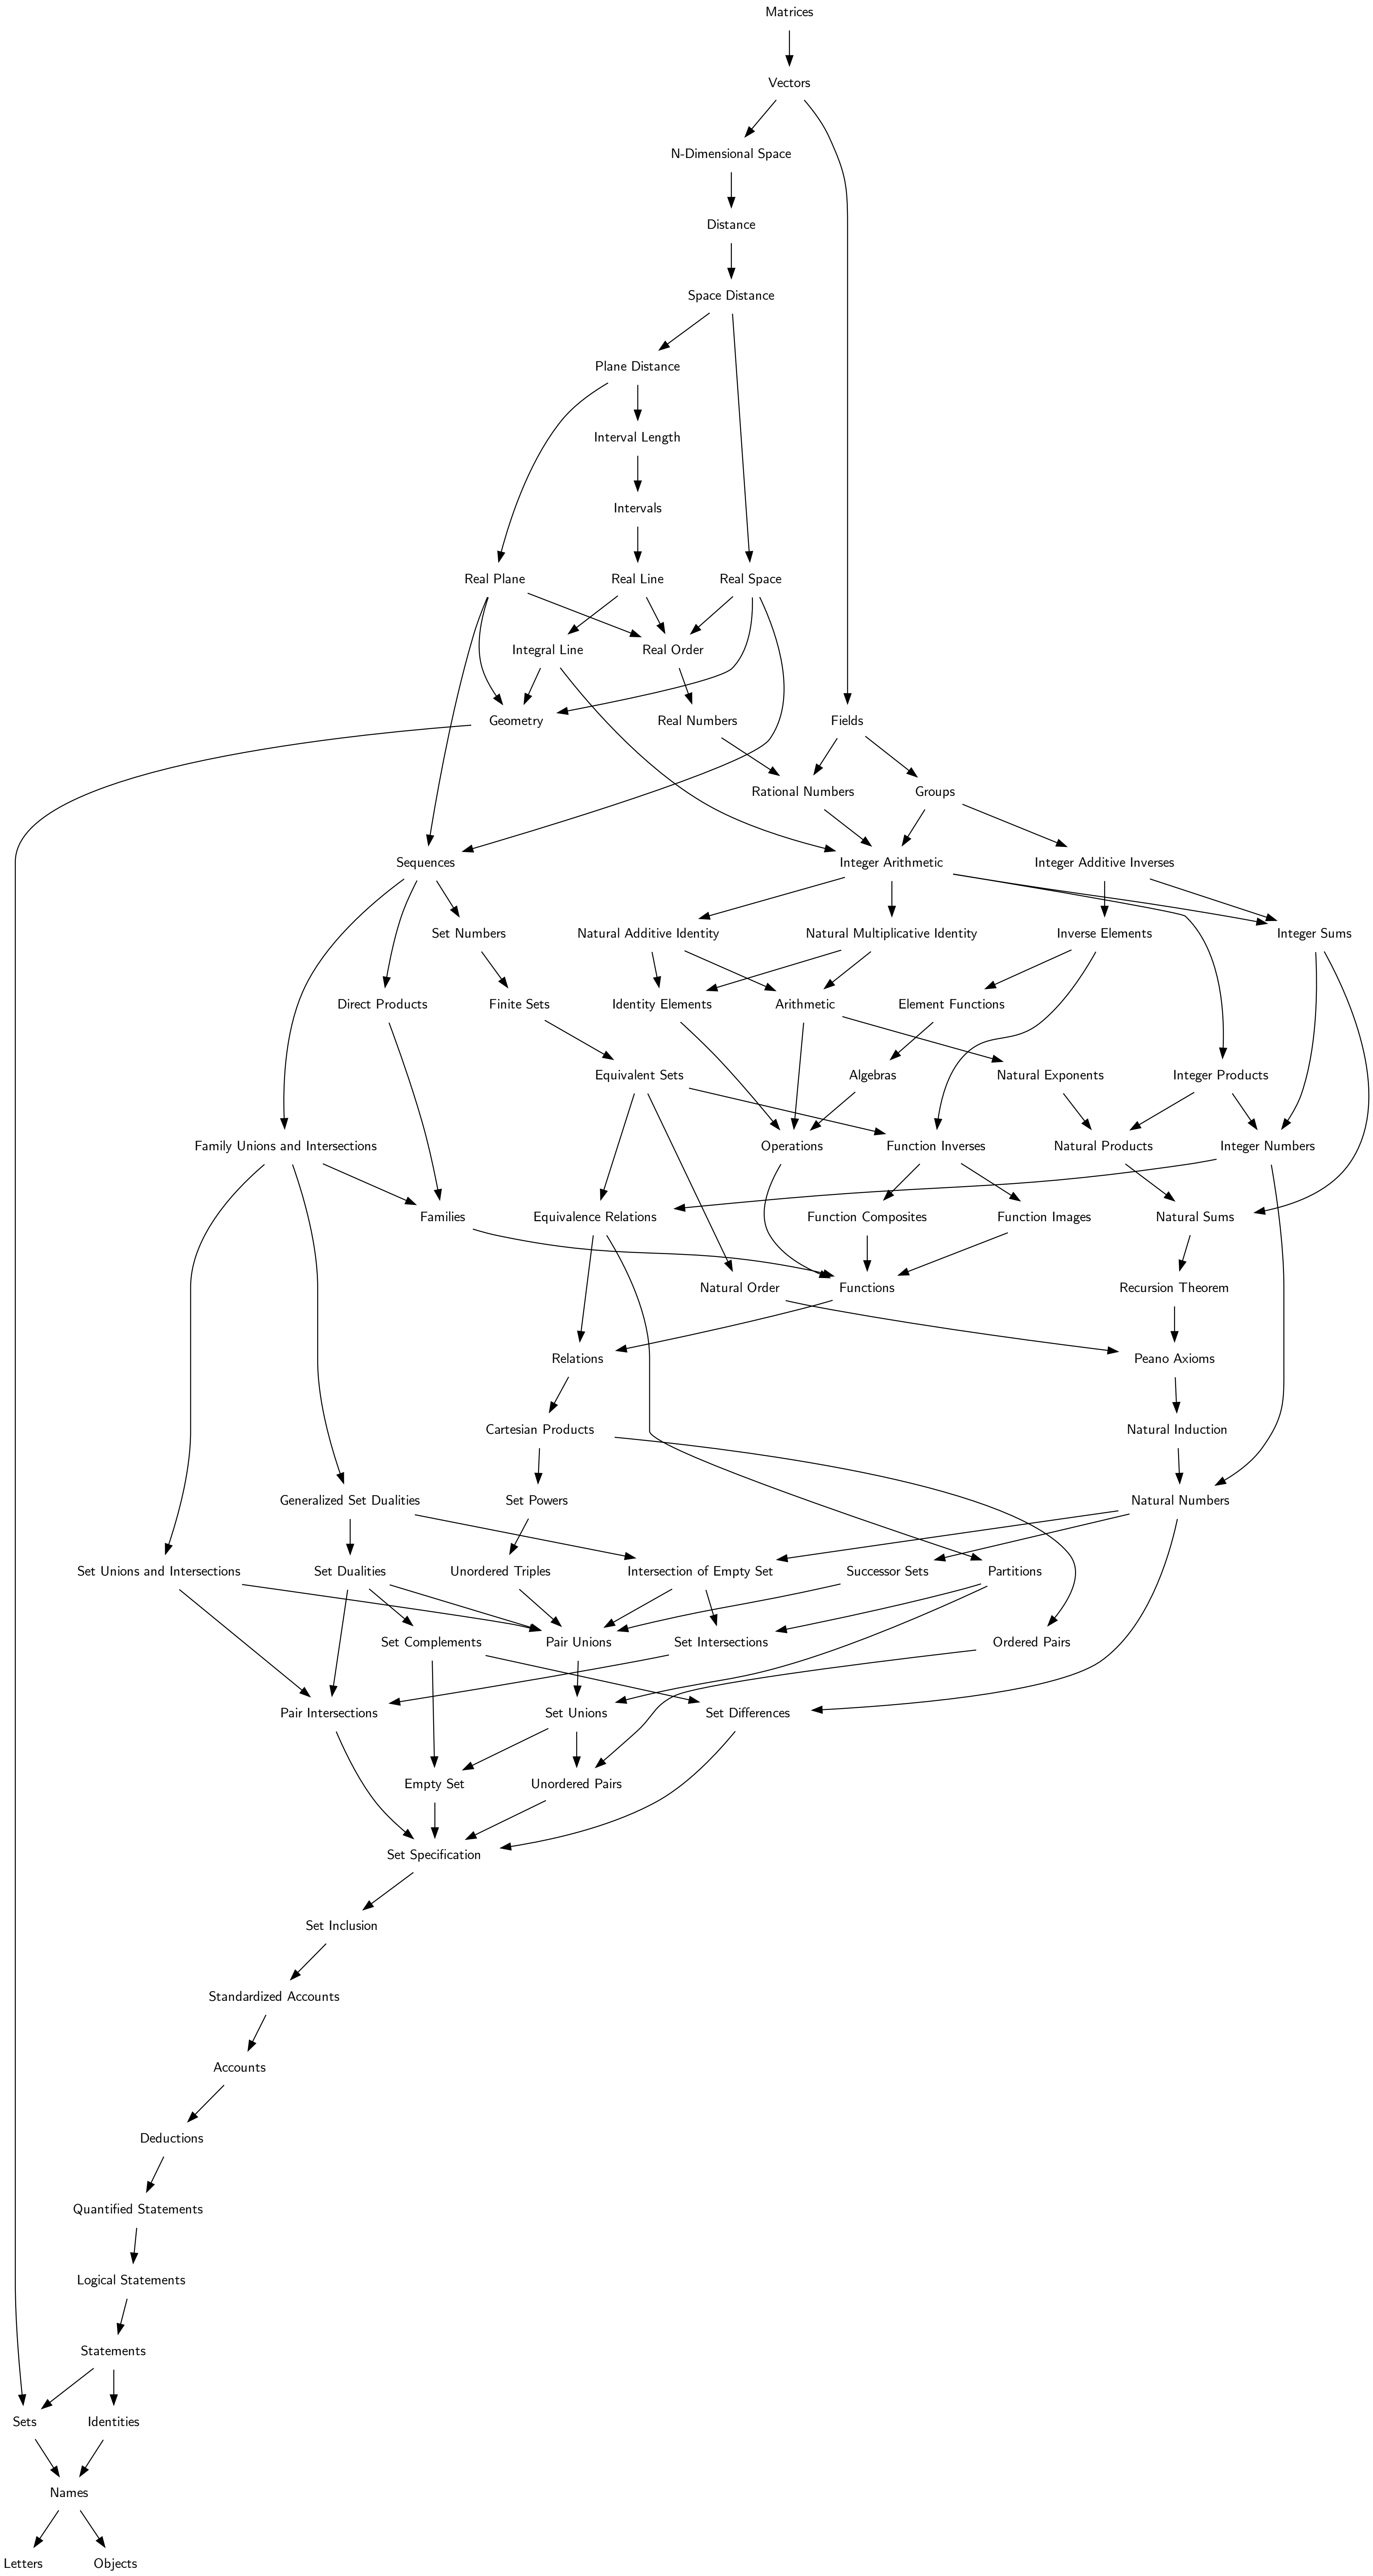 Matrices
Vectors
N-Dimensional Space
Distance
Space Distance
Plane Distance
Interval Length
Intervals
Real Plane
Real Line
Real Space
Integral Line
Real Order
Geometry
Real Numbers
Fields
Rational Numbers
Groups
Sequences
Integer Arithmetic
Integer Additive Inverses
Set Numbers
Natural Additive Identity
Natural Multiplicative Identity
Inverse Elements
Integer Sums
Direct Products
Finite Sets
Identity Elements
Arithmetic
Element Functions
Equivalent Sets
Algebras
Natural Exponents
Integer Products
Family Unions and Intersections
Operations
Function Inverses
Natural Products
Integer Numbers
Families
Equivalence Relations
Function Composites
Function Images
Natural Sums
Natural Order
Functions
Recursion Theorem
Relations
Peano Axioms
Cartesian Products
Natural Induction
Generalized Set Dualities
Set Powers
Natural Numbers
Set Unions and Intersections
Set Dualities
Unordered Triples
Intersection of Empty Set
Successor Sets
Partitions
Set Complements
Pair Unions
Set Intersections
Ordered Pairs
Pair Intersections
Set Unions
Set Differences
Empty Set
Unordered Pairs
Set Specification
Set Inclusion
Standardized Accounts
Accounts
Deductions
Quantified Statements
Logical Statements
Statements
Sets
Identities
Names
Letters
Objects